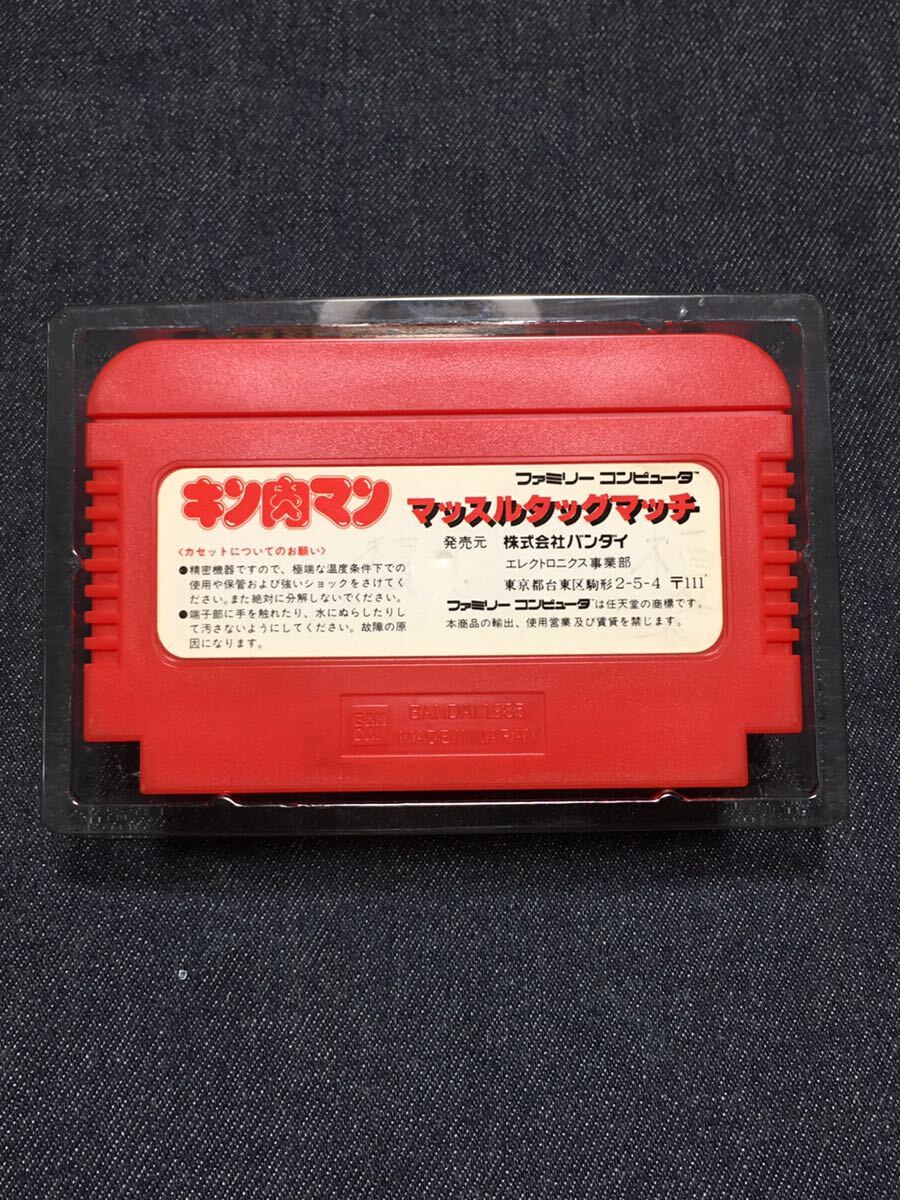 キン肉マン
ファミリー コンピュータ™
マッスルタッグマッチ
〈カセットについてのお願い〉
●精密機器ですので、極端な温度条件下での
使用や保管および強いショックをさけてく
ださい。また絶対に分解しないでください。
●端子部に手を触れたり、水にぬらしたりし
て汚さないようにしてください。故障の原
因になります。
発売元 株式会社バンダイ
エレクトロニクス事業部
東京都台東区駒形2-5-4 〒111
ファミリー コンピュータ™は任天堂の商標です。
本商品の輸出、使用営業及び賃貸を禁じます。
BAN
DAI
BANDAI 1985
MADE IN JAPAN